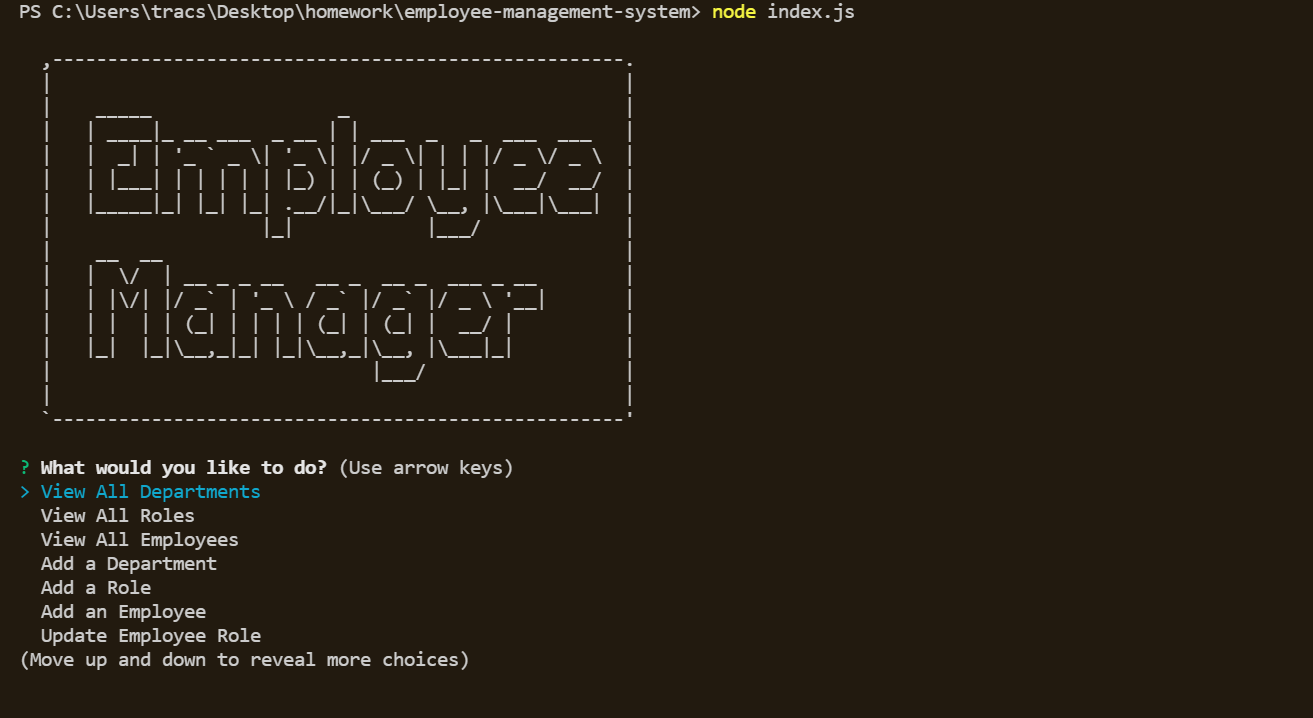 PS C:\Users\tracs\Desktop\homework\employee-management-system> node index.js
Employee
Manager
? What would you like to do? (Use arrow keys)
> View All Departments
View All Roles
View All Employees
Add a Department
Add a Role
Add an Employee
Update Employee Role
(Move up and down to reveal more choices)